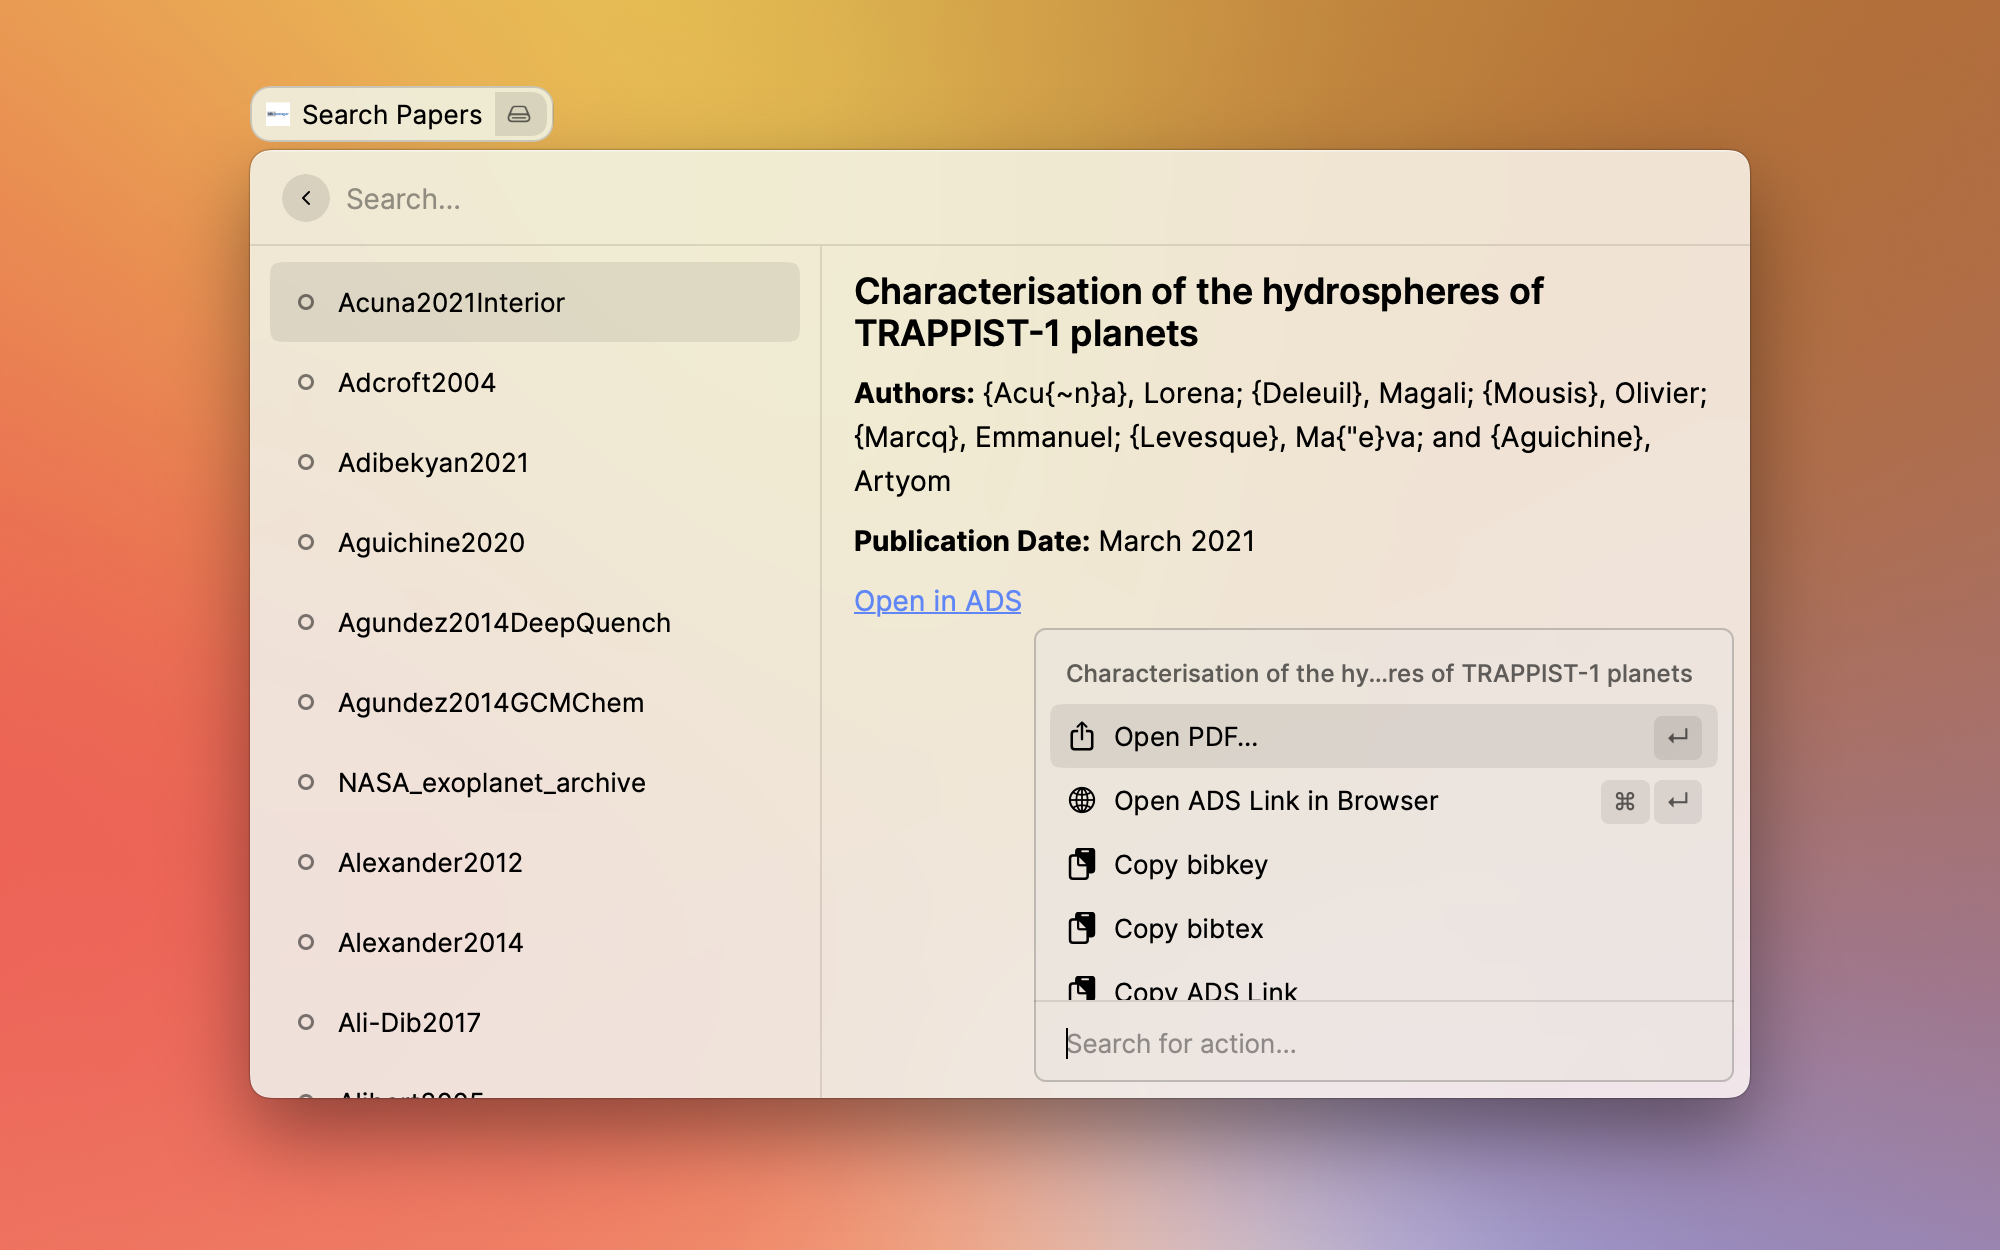 Search Papers
Search...
Acuna2021Interior
Adcroft2004
Adibekyan2021
Aguichine2020
Agundez2014DeepQuench
Agundez2014GCMChem
NASA_exoplanet_archive
Alexander2012
Alexander2014
Ali-Dib2017
Characterisation of the hydrospheres of
TRAPPIST-1 planets
Authors: {Acu{~n}a}, Lorena; {Deleuil}, Magali; {Mousis}, Olivier;
{Marcq}, Emmanuel; {Levesque}, Ma{"e}va; and {Aguichine},
Artyom
Publication Date: March 2021
Open in ADS
Characterisation of the hy...res of TRAPPIST-1 planets
Open PDF...
Open ADS Link in Browser ⌘
Copy bibkey
Copy bibtex
Copy ADS Link
Search for action...